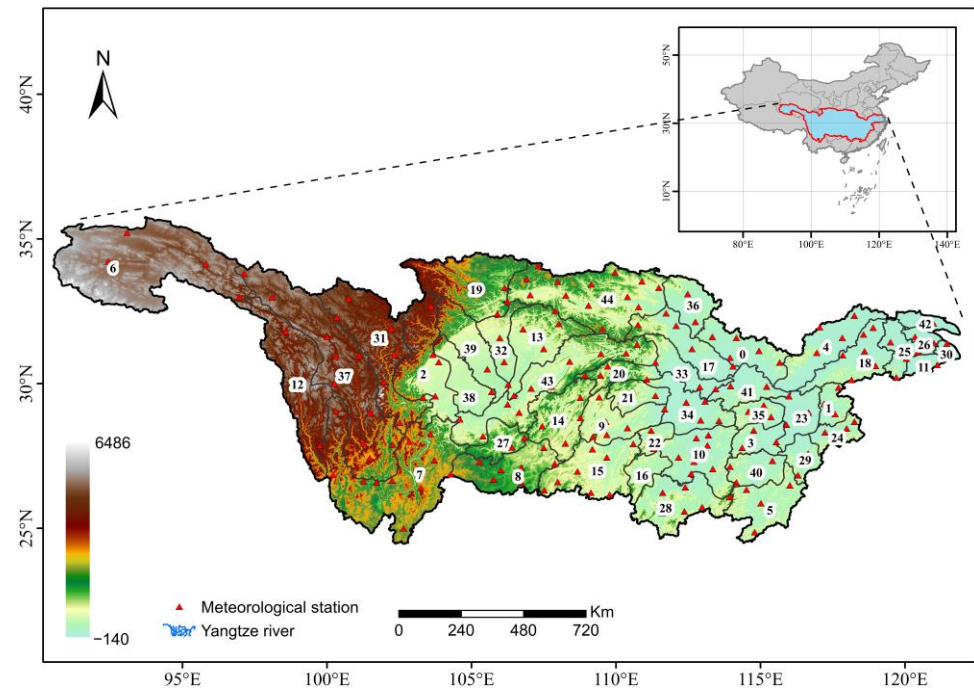 N
40°N
35°N
30°N
25°N
50°N
30°N
10°N
80°E
100°E
120°E
140°E
6
19
44
36
42
31
39
32
13
0
4
26
30
25
18
11
12
37
2
38
43
20
33
17
41
21
34
35
23
1
14
9
27
22
10
3
24
29
7
8
15
16
40
28
5
6486
−140
Meteorological station
Yangtze river
Km
0
240
480
720
95°E
100°E
105°E
110°E
115°E
120°E